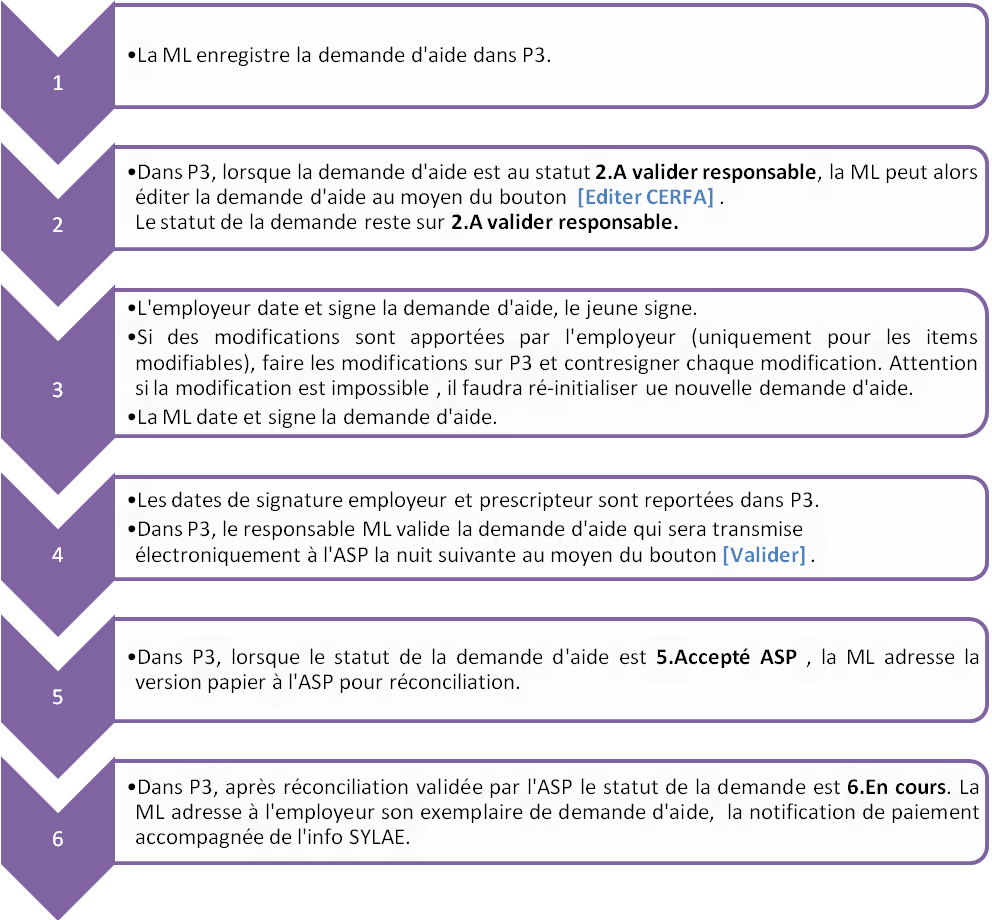 1
•La ML enregistre la demande d'aide dans P3.
2
•Dans P3, lorsque la demande d'aide est au statut 2.A valider responsable, la ML peut alors
éditer la demande d'aide au moyen du bouton [Editer CERFA] .
Le statut de la demande reste sur 2.A valider responsable.
3
•L'employeur date et signe la demande d'aide, le jeune signe.
•Si des modifications sont apportées par l'employeur (uniquement pour les items
modifiables), faire les modifications sur P3 et contresigner chaque modification. Attention
si la modification est impossible , il faudra ré-initialiser ue nouvelle demande d'aide.
•La ML date et signe la demande d'aide.
4
•Les dates de signature employeur et prescripteur sont reportées dans P3.
•Dans P3, le responsable ML valide la demande d'aide qui sera transmise
électroniquement à l'ASP la nuit suivante au moyen du bouton [Valider] .
5
•Dans P3, lorsque le statut de la demande d'aide est 5.Accepté ASP , la ML adresse la
version papier à l'ASP pour réconciliation.
6
•Dans P3, après réconciliation validée par l'ASP le statut de la demande est 6.En cours. La
ML adresse à l'employeur son exemplaire de demande d'aide, la notification de paiement
accompagnée de l'info SYLAE.